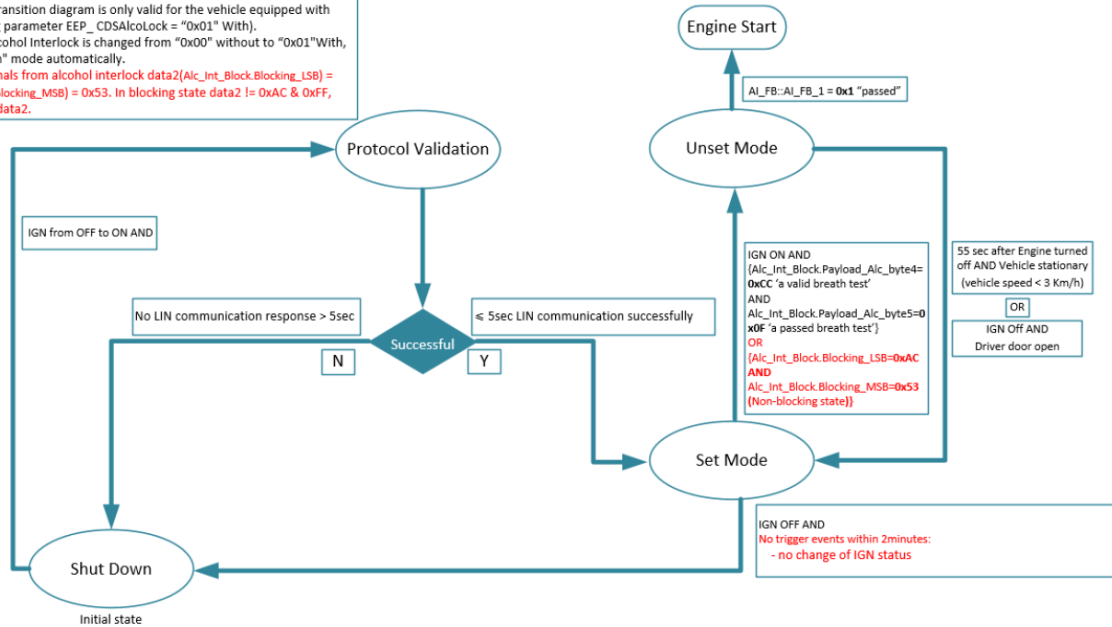 ransition diagram is only valid for the vehicle equipped with
g parameter EEP_ CDSAlcoLock = “0x01" With).
cohol Interlock is changed from “0x00" without to “0x01"With,
n" mode automatically.
nals from alcohol interlock data2(Alc_Int_Block.Blocking_LSB) =
Blocking_MSB) = 0x53. In blocking state data2 != 0xAC & 0xFF,
data2.
Engine Start
AI_FB::AI_FB_1 = 0x1 “passed”
Protocol Validation
Unset Mode
IGN from OFF to ON AND
IGN ON AND
{Alc_Int_Block.Payload_Alc_byte4=
0xCC ‘a valid breath test’
AND
Alc_Int_Block.Payload_Alc_byte5=0
x0F ‘a passed breath test’}
OR
{Alc_Int_Block.Blocking_LSB=0xAC
AND
Alc_Int_Block.Blocking_MSB=0x53
(Non-blocking state)}
55 sec after Engine turned
off AND Vehicle stationary
(vehicle speed < 3 Km/h)
OR
IGN Off AND
Driver door open
No LIN communication response > 5sec
⩽ 5sec LIN communication successfully
Successful
N
Y
Set Mode
IGN OFF AND
No trigger events within 2minutes:
- no change of IGN status
Shut Down
Initial state